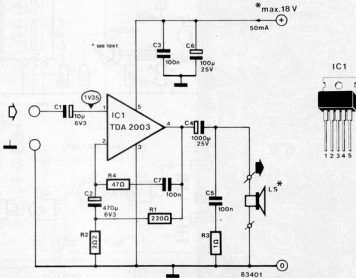 *max.18 V
50mA
* see text
C3
100n
C6
100µ
25V
IC1
1 2 3 4 5
C1
10µ
6V3
1V35
1
5
IC1
TDA 2003
4
2
3
C4
1000µ
25V
R4
47Ω
C7
100n
C2
470µ
6V3
R1
220Ω
R2
2Ω2
C5
100n
R3
1Ω
LS*
0
83401